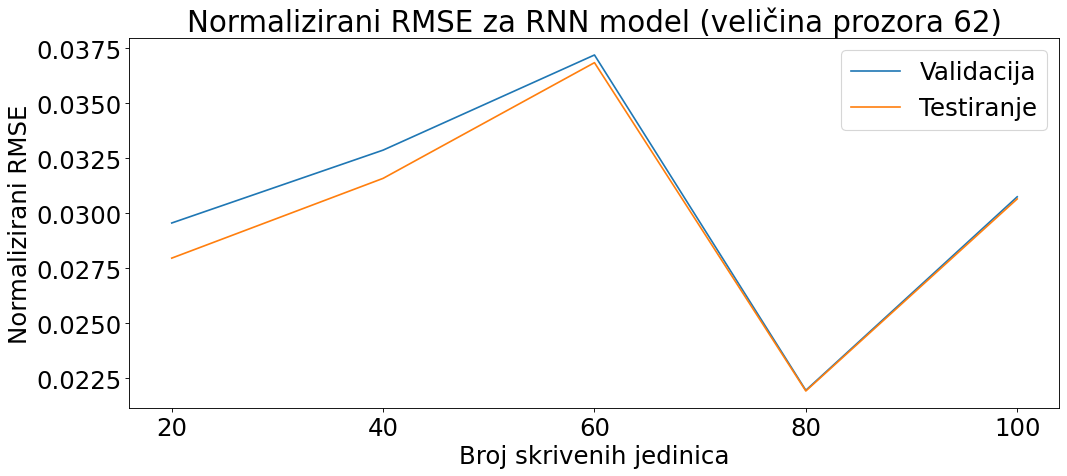 Normalizirani RMSE za RNN model (veličina prozora 62)
Validacija
Testiranje
Normalizirani RMSE
0.0375
0.0350
0.0325
0.0300
0.0275
0.0250
0.0225
20 40 60 80 100
Broj skrivenih jedinica